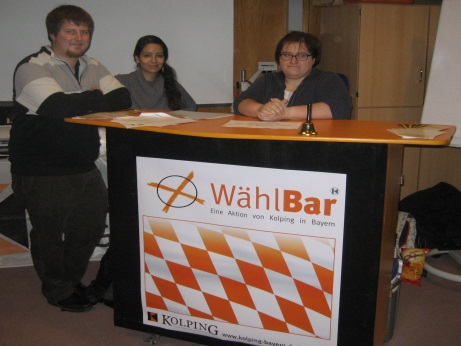 WählBar
Eine Aktion von Kolping in Bayern
KOLPING
www.kolping-bayern.d